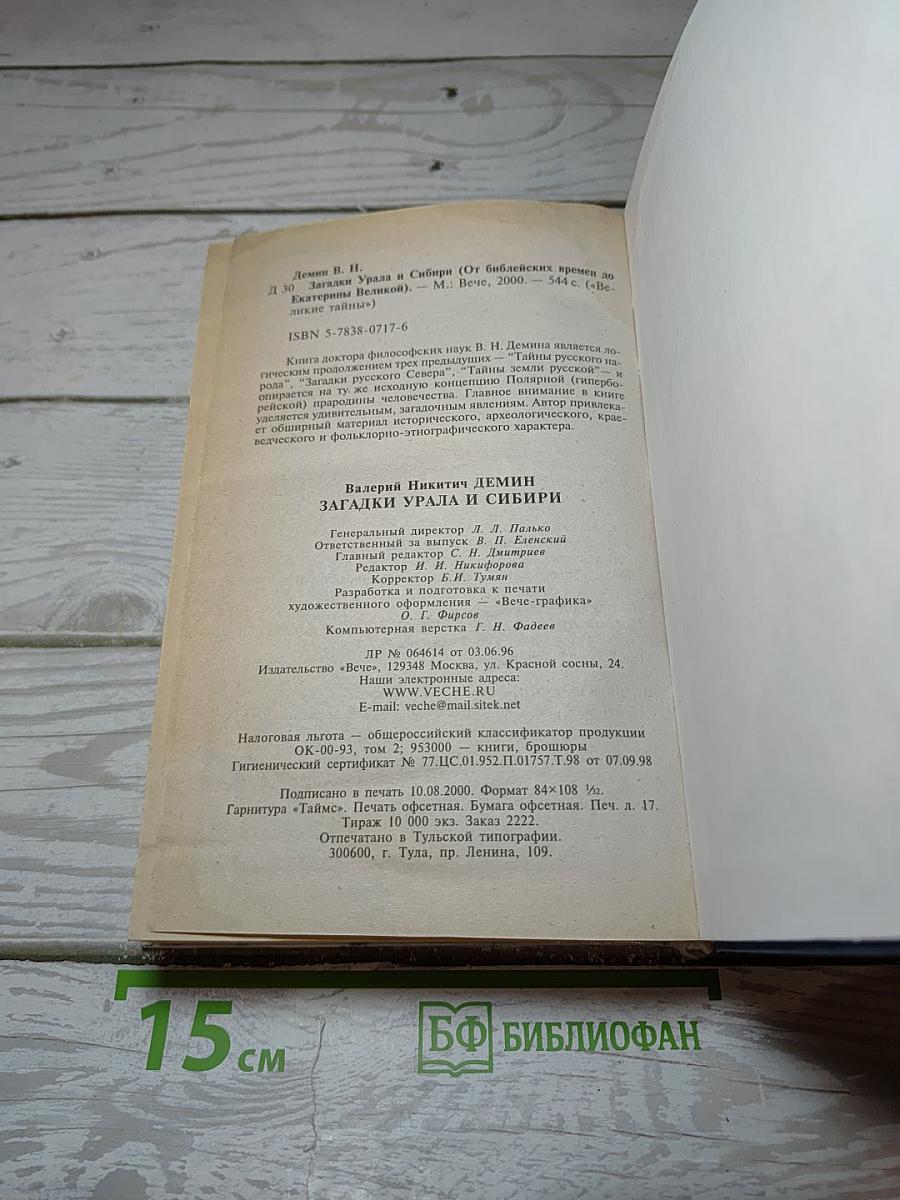 Демин В. Н.
Д 30 Загадки Урала и Сибири (От библейских времен до
Екатерины Великой). — М.: Вече, 2000. — 544 с. («Ве-
ликие тайны»)
ISBN 5-7838-0717-6
Книга доктора философских наук В. Н. Демина является ло-
гическим продолжением трех предыдущих — "Тайны русского на-
рода", "Загадки русского Севера", "Тайны земли русской"— и
опирается на ту же исходную концепцию Полярной (гипербо-
рейской) прародины человечества. Главное внимание в книге
уделяется удивительным, загадочным явлениям. Автор привлека-
ет обширный материал исторического, археологического, крае-
ведческого и фольклорно-этнографического характера.
Валерий Никитич ДЕМИН
ЗАГАДКИ УРАЛА И СИБИРИ
Генеральный директор Л. Л. Палько
Ответственный за выпуск В. П. Еленский
Главный редактор С. Н. Дмитриев
Редактор И. И. Никифорова
Корректор Б.И. Тумян
Разработка и подготовка к печати
художественного оформления — «Вече-графика»
О. Г. Фирсов
Компьютерная верстка Г. Н. Фадеев
ЛР № 064614 от 03.06.96
Издательство «Вече», 129348 Москва, ул. Красной сосны, 24.
Наши электронные адреса:
WWW.VECHE.RU
E-mail: veche@mail.sitek.net
Налоговая льгота — общероссийский классификатор продукции
ОК-00-93, том 2; 953000 — книги, брошюры
Гигиенический сертификат № 77.ЦС.01.952.П.01757.Т.98 от 07.09.98
Подписано в печать 10.08.2000. Формат 84×108 1/32.
Гарнитура «Таймс». Печать офсетная. Бумага офсетная. Печ. л. 17.
Тираж 10 000 экз. Заказ 2222.
Отпечатано в Тульской типографии.
300600, г. Тула, пр. Ленина, 109.
15 см
БФ БИБЛИОФАН